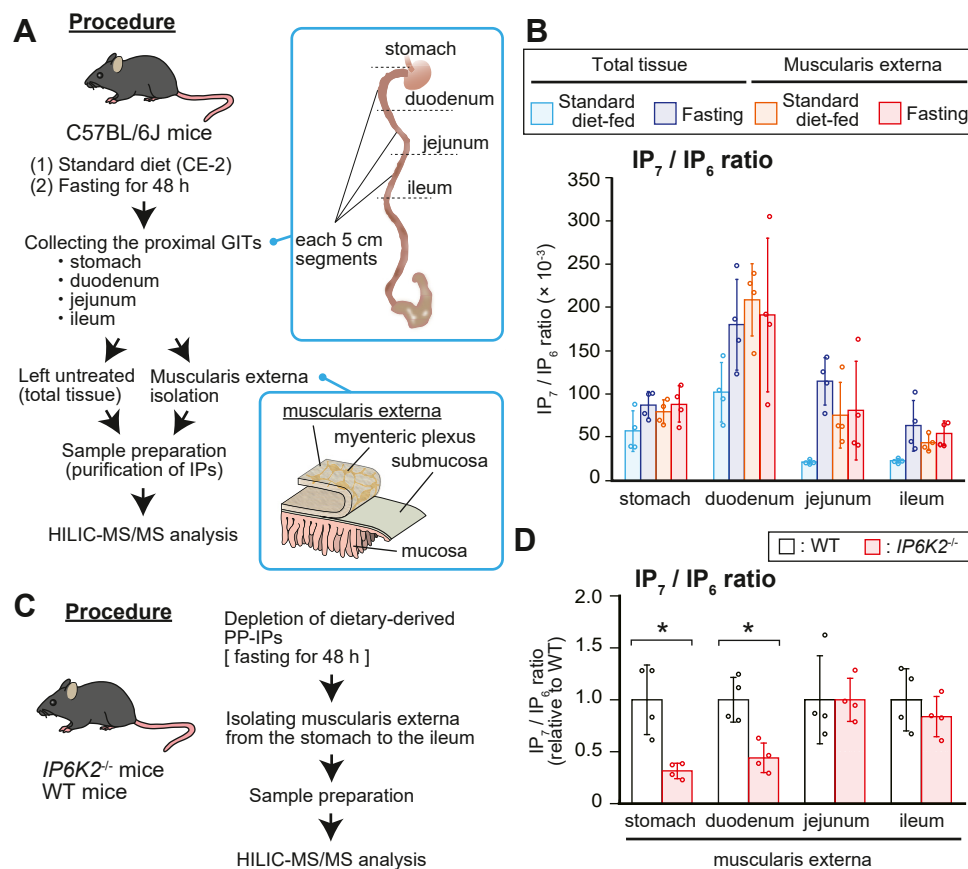 A
Procedure
C57BL/6J mice
(1) Standard diet (CE-2)
(2) Fasting for 48 h
Collecting the proximal GITs
・stomach
・duodenum
・jejunum
・ileum
Left untreated
(total tissue)
Muscularis externa
isolation
Sample preparation
(purification of IPs)
HILIC-MS/MS analysis
stomach
duodenum
jejunum
ileum
each 5 cm
segments
muscularis externa
myenteric plexus
submucosa
mucosa
B
Total tissue
Muscularis externa
Standard
diet-fed
Fasting
Standard
diet-fed
Fasting
IP7 / IP6 ratio
IP7 / IP6 ratio (× 10-3)
350
300
250
200
150
100
50
0
stomach
duodenum
jejunum
ileum
C
Procedure
IP6K2-/- mice
WT mice
Depletion of dietary-derived
PP-IPs
[ fasting for 48 h ]
Isolating muscularis externa
from the stomach to the ileum
Sample preparation
HILIC-MS/MS analysis
D
: WT
: IP6K2-/-
IP7 / IP6 ratio
IP7 / IP6 ratio
(relative to WT)
2.0
1.5
1.0
0.5
0
*
*
stomach
duodenum
jejunum
ileum
muscularis externa